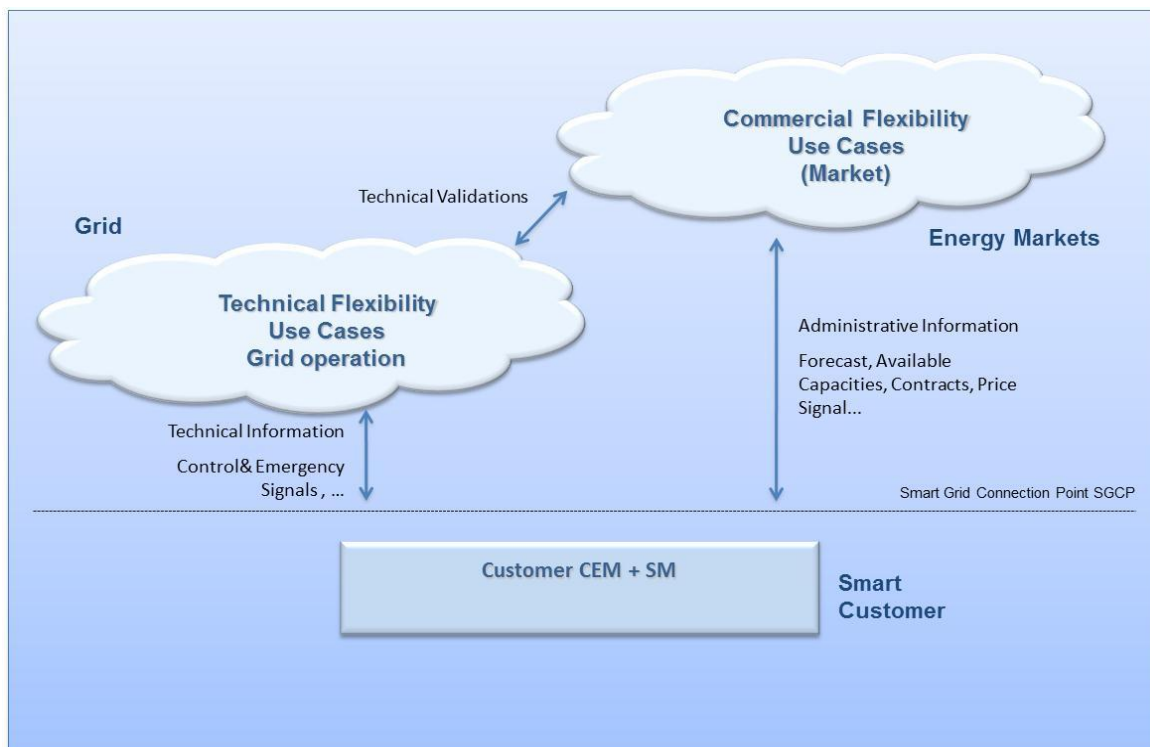 Commercial Flexibility
Use Cases
(Market)
Technical Validations
Grid
Energy Markets
Technical Flexibility
Use Cases
Grid operation
Administrative Information
Forecast, Available
Capacities, Contracts, Price
Signal...
Technical Information
Control& Emergency
Signals , ...
Smart Grid Connection Point SGCP
Customer CEM + SM
Smart
Customer